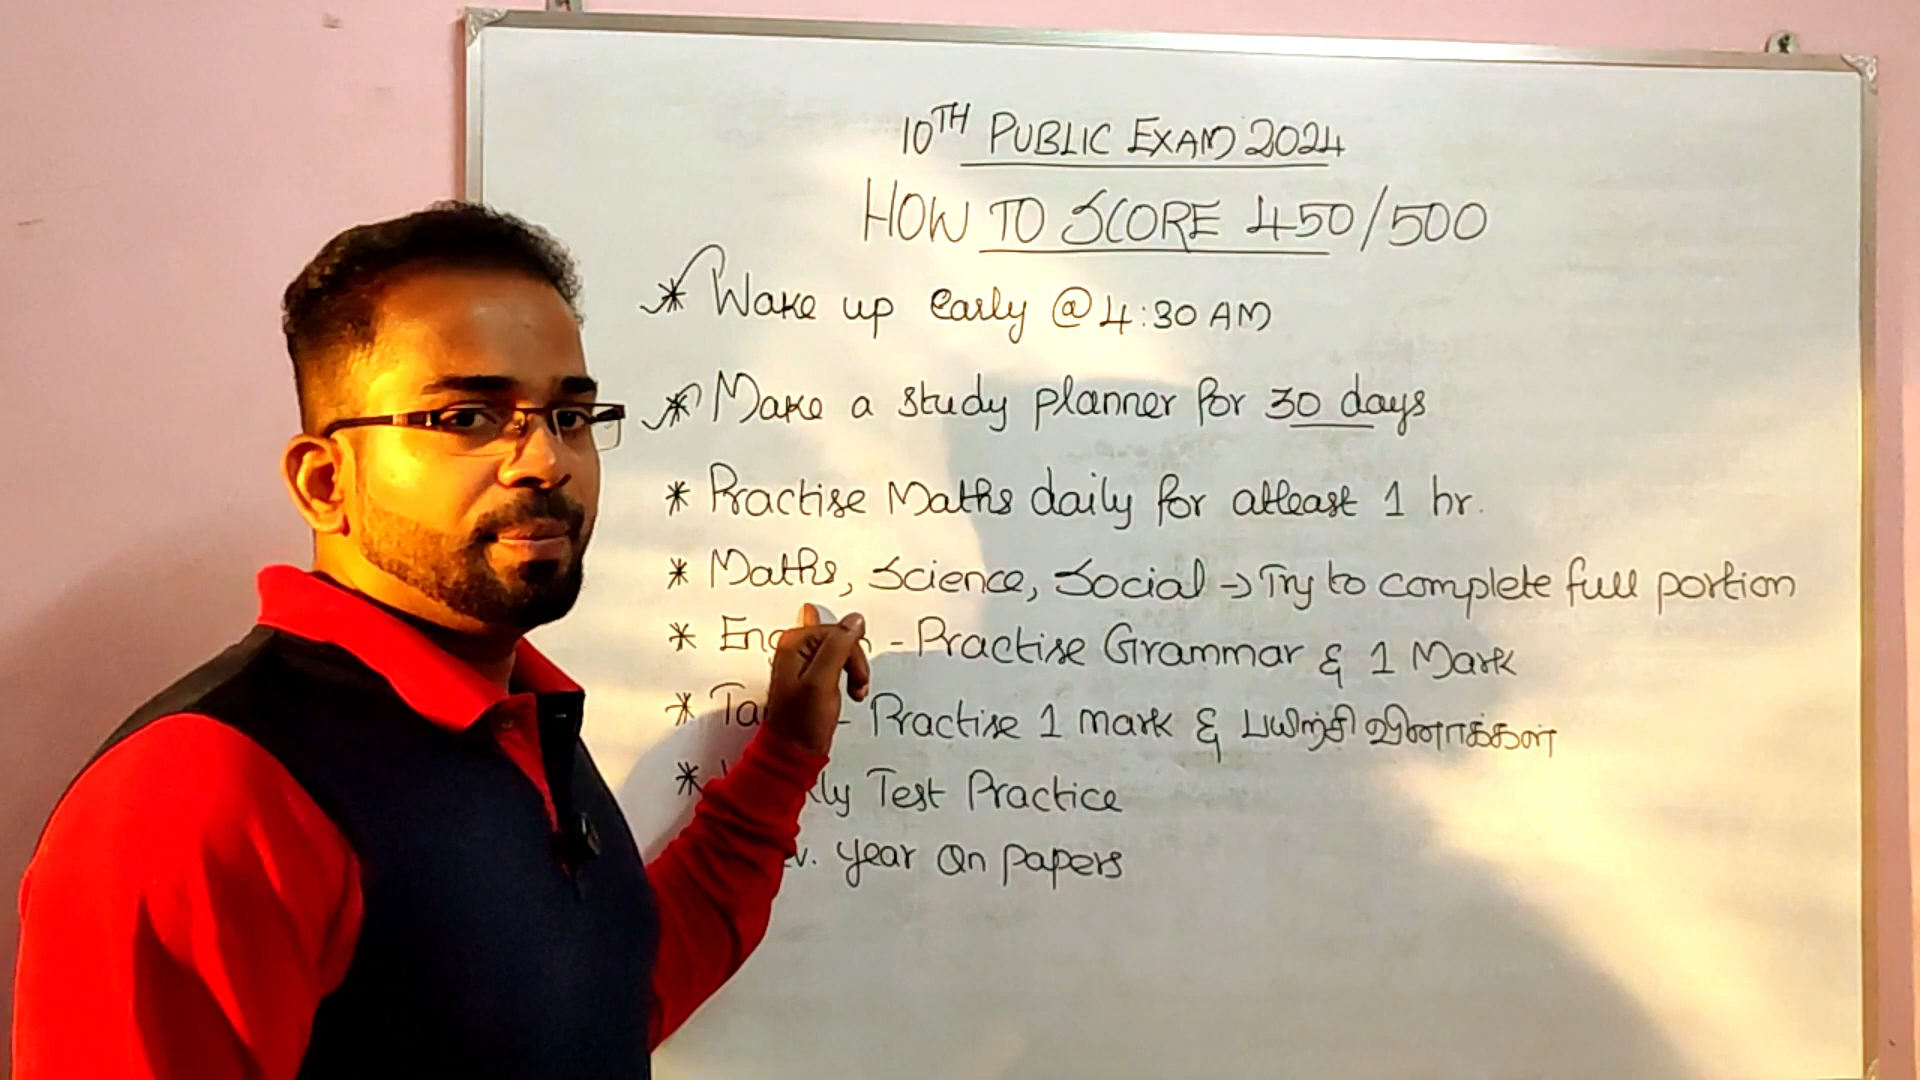 10TH PUBLIC EXAM 2024
HOW TO SCORE 450/500
* Wake up early @ 4:30 AM
* Make a study planner for 30 days
* Practise Maths daily for atleast 1 hr.
* Maths, Science, Social → Try to complete full portion
* - Practise Grammar & 1 Mark
* - Practise 1 mark & பயிற்சி வினாக்கள்
* Test Practice
year Qn papers